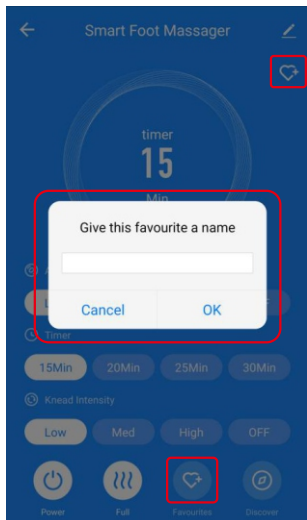 Smart Foot Massager
timer
15
Min
Give this favourite a name
Cancel OK
Timer
15Min 20Min 25Min 30Min
Knead Intensity
Low Med High OFF
Power Full Favourites Discover